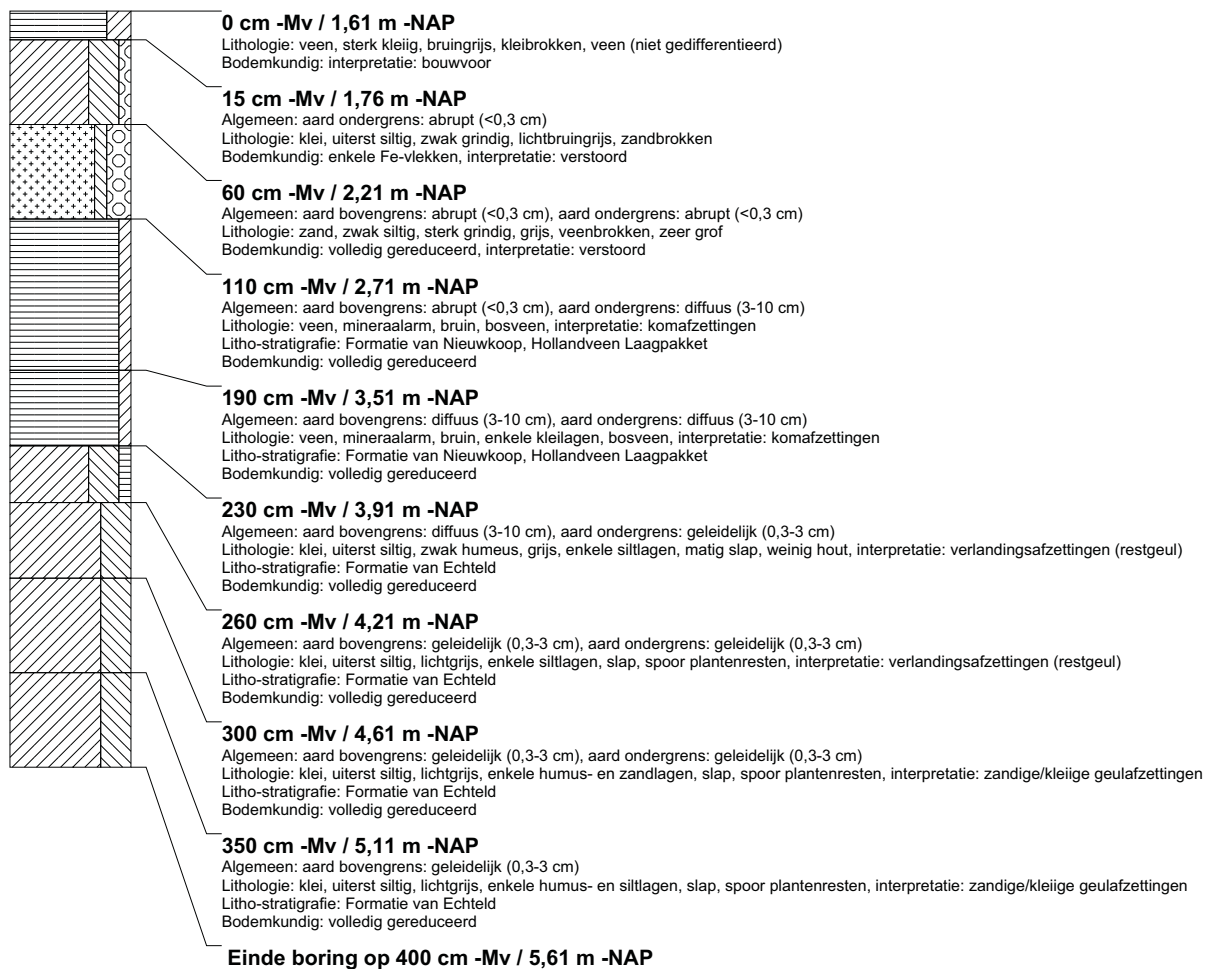 0 cm -Mv / 1,61 m -NAP
Lithologie: veen, sterk kleiig, bruingrijs, kleibrokken, veen (niet gedifferentieerd)
Bodemkundig: interpretatie: bouwvoor
15 cm -Mv / 1,76 m -NAP
Algemeen: aard ondergrens: abrupt (<0,3 cm)
Lithologie: klei, uiterst siltig, zwak grindig, lichtbruingrijs, zandbrokken
Bodemkundig: enkele Fe-vlekken, interpretatie: verstoord
60 cm -Mv / 2,21 m -NAP
Algemeen: aard bovengrens: abrupt (<0,3 cm), aard ondergrens: abrupt (<0,3 cm)
Lithologie: zand, zwak siltig, sterk grindig, grijs, veenbrokken, zeer grof
Bodemkundig: volledig gereduceerd, interpretatie: verstoord
110 cm -Mv / 2,71 m -NAP
Algemeen: aard bovengrens: abrupt (<0,3 cm), aard ondergrens: diffuus (3-10 cm)
Lithologie: veen, mineraalarm, bruin, bosveen, interpretatie: komafzettingen
Litho-stratigrafie: Formatie van Nieuwkoop, Hollandveen Laagpakket
Bodemkundig: volledig gereduceerd
190 cm -Mv / 3,51 m -NAP
Algemeen: aard bovengrens: diffuus (3-10 cm), aard ondergrens: diffuus (3-10 cm)
Lithologie: veen, mineraalarm, bruin, enkele kleilagen, bosveen, interpretatie: komafzettingen
Litho-stratigrafie: Formatie van Nieuwkoop, Hollandveen Laagpakket
Bodemkundig: volledig gereduceerd
230 cm -Mv / 3,91 m -NAP
Algemeen: aard bovengrens: diffuus (3-10 cm), aard ondergrens: geleidelijk (0,3-3 cm)
Lithologie: klei, uiterst siltig, zwak humeus, grijs, enkele siltlagen, matig slap, weinig hout, interpretatie: verlandingsafzettingen (restgeul)
Litho-stratigrafie: Formatie van Echteld
Bodemkundig: volledig gereduceerd
260 cm -Mv / 4,21 m -NAP
Algemeen: aard bovengrens: geleidelijk (0,3-3 cm), aard ondergrens: geleidelijk (0,3-3 cm)
Lithologie: klei, uiterst siltig, lichtgrijs, enkele siltlagen, slap, spoor plantenresten, interpretatie: verlandingsafzettingen (restgeul)
Litho-stratigrafie: Formatie van Echteld
Bodemkundig: volledig gereduceerd
300 cm -Mv / 4,61 m -NAP
Algemeen: aard bovengrens: geleidelijk (0,3-3 cm), aard ondergrens: geleidelijk (0,3-3 cm)
Lithologie: klei, uiterst siltig, lichtgrijs, enkele humus- en zandlagen, slap, spoor plantenresten, interpretatie: zandige/kleiige geulafzettingen
Litho-stratigrafie: Formatie van Echteld
Bodemkundig: volledig gereduceerd
350 cm -Mv / 5,11 m -NAP
Algemeen: aard bovengrens: geleidelijk (0,3-3 cm)
Lithologie: klei, uiterst siltig, lichtgrijs, enkele humus- en siltlagen, slap, spoor plantenresten, interpretatie: zandige/kleiige geulafzettingen
Litho-stratigrafie: Formatie van Echteld
Bodemkundig: volledig gereduceerd
Einde boring op 400 cm -Mv / 5,61 m -NAP